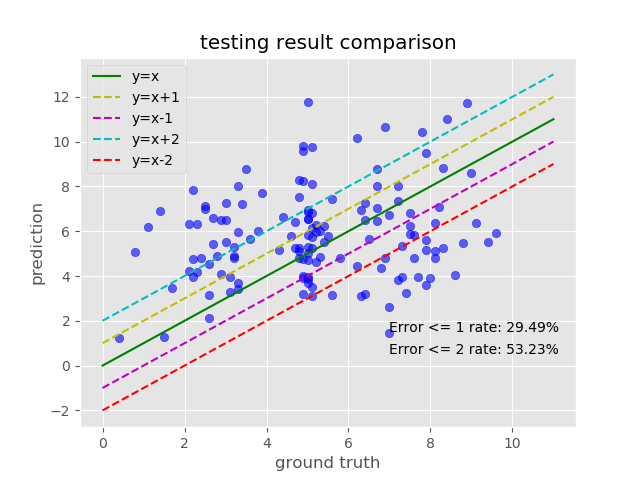 testing result comparison
y=x
y=x+1
y=x-1
y=x+2
y=x-2
12
10
8
6
4
2
0
−2
prediction
Error <= 1 rate: 29.49%
Error <= 2 rate: 53.23%
0 2 4 6 8 10
ground truth